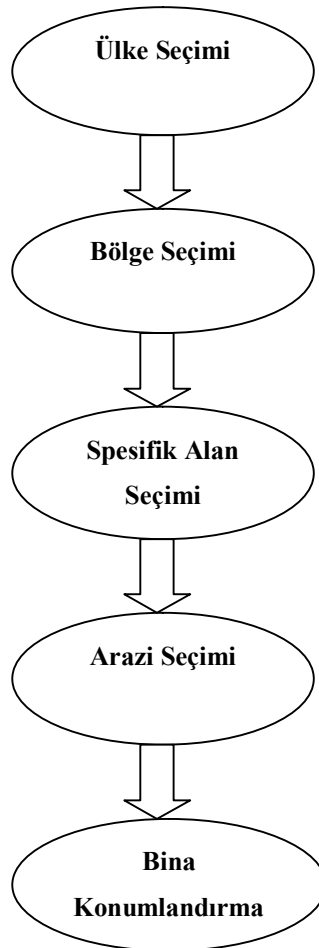 Ülke Seçimi
Bölge Seçimi
Spesifik Alan
Seçimi
Arazi Seçimi
Bina
Konumlandırma